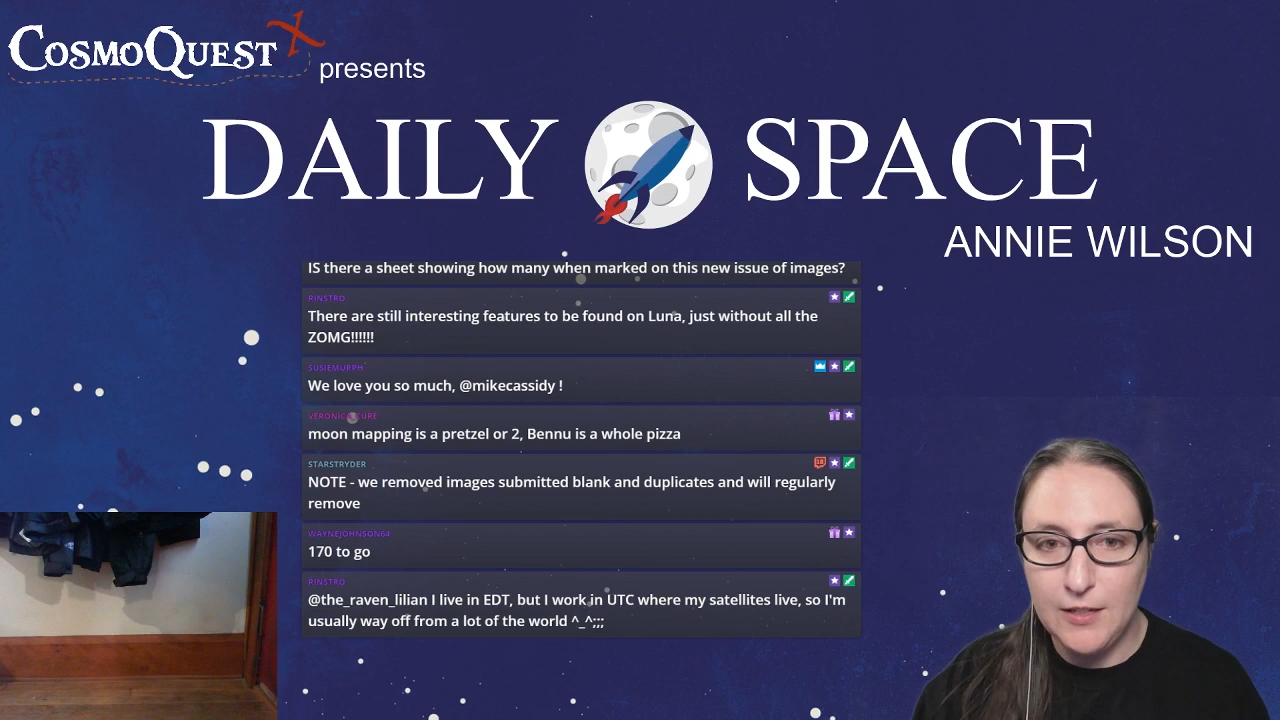 COSMOQUEST X
presents
DAILY SPACE
ANNIE WILSON
IS there a sheet showing how many when marked on this new issue of images?
RINSTRO
There are still interesting features to be found on Luna, just without all the
ZOMG!!!!!!
SUSIEMURPH
We love you so much, @mikecassidy !
VERONICA_CURE
moon mapping is a pretzel or 2, Bennu is a whole pizza
STARSTRYDER
18
NOTE - we removed images submitted blank and duplicates and will regularly
remove
WAYNEJOHNSON64
170 to go
RINSTRO
@the_raven_lilian I live in EDT, but I work in UTC where my satellites live, so I'm
usually way off from a lot of the world ^_^;;;